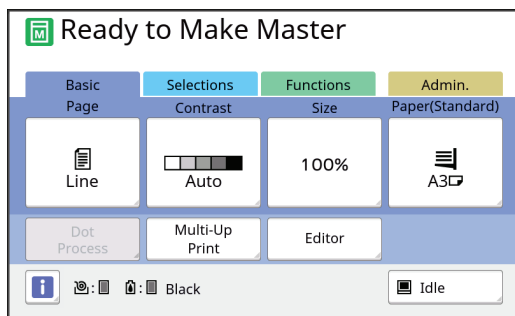 M Ready to Make Master
Basic Selections Functions Admin.
Page Contrast Size Paper(Standard)
Line Auto 100% A3
Dot Process Multi-Up Print Editor
i : : Black Idle